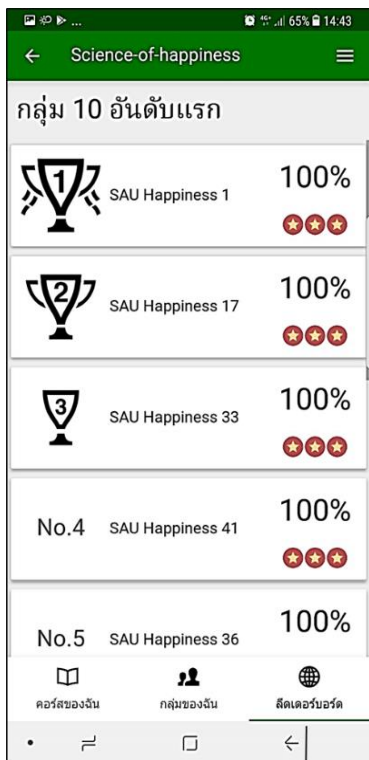 ... 4G+ 65% 14:43
Science-of-happiness
กลุ่ม 10 อันดับแรก
1 SAU Happiness 1 100%
2 SAU Happiness 17 100%
3 SAU Happiness 33 100%
No.4 SAU Happiness 41 100%
No.5 SAU Happiness 36 100%
คอร์สของฉัน กลุ่มของฉัน ลีดเดอร์บอร์ด